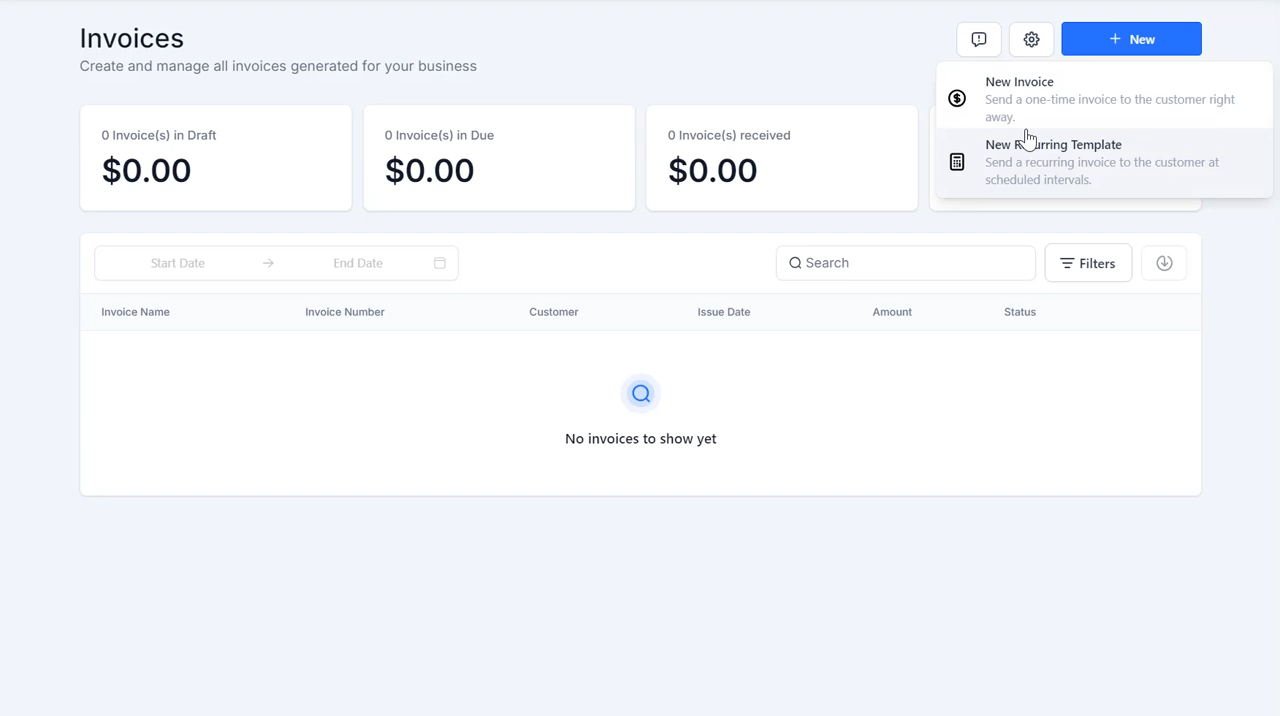 Invoices
Create and manage all invoices generated for your business
New
New Invoice
Send a one-time invoice to the customer right
away.
New Recurring Template
Send a recurring invoice to the customer at
scheduled intervals.
0 Invoice(s) in Draft
$0.00
0 Invoice(s) in Due
$0.00
0 Invoice(s) received
$0.00
Start Date
End Date
Search
Filters
Invoice Name Invoice Number Customer Issue Date Amount Status
No invoices to show yet